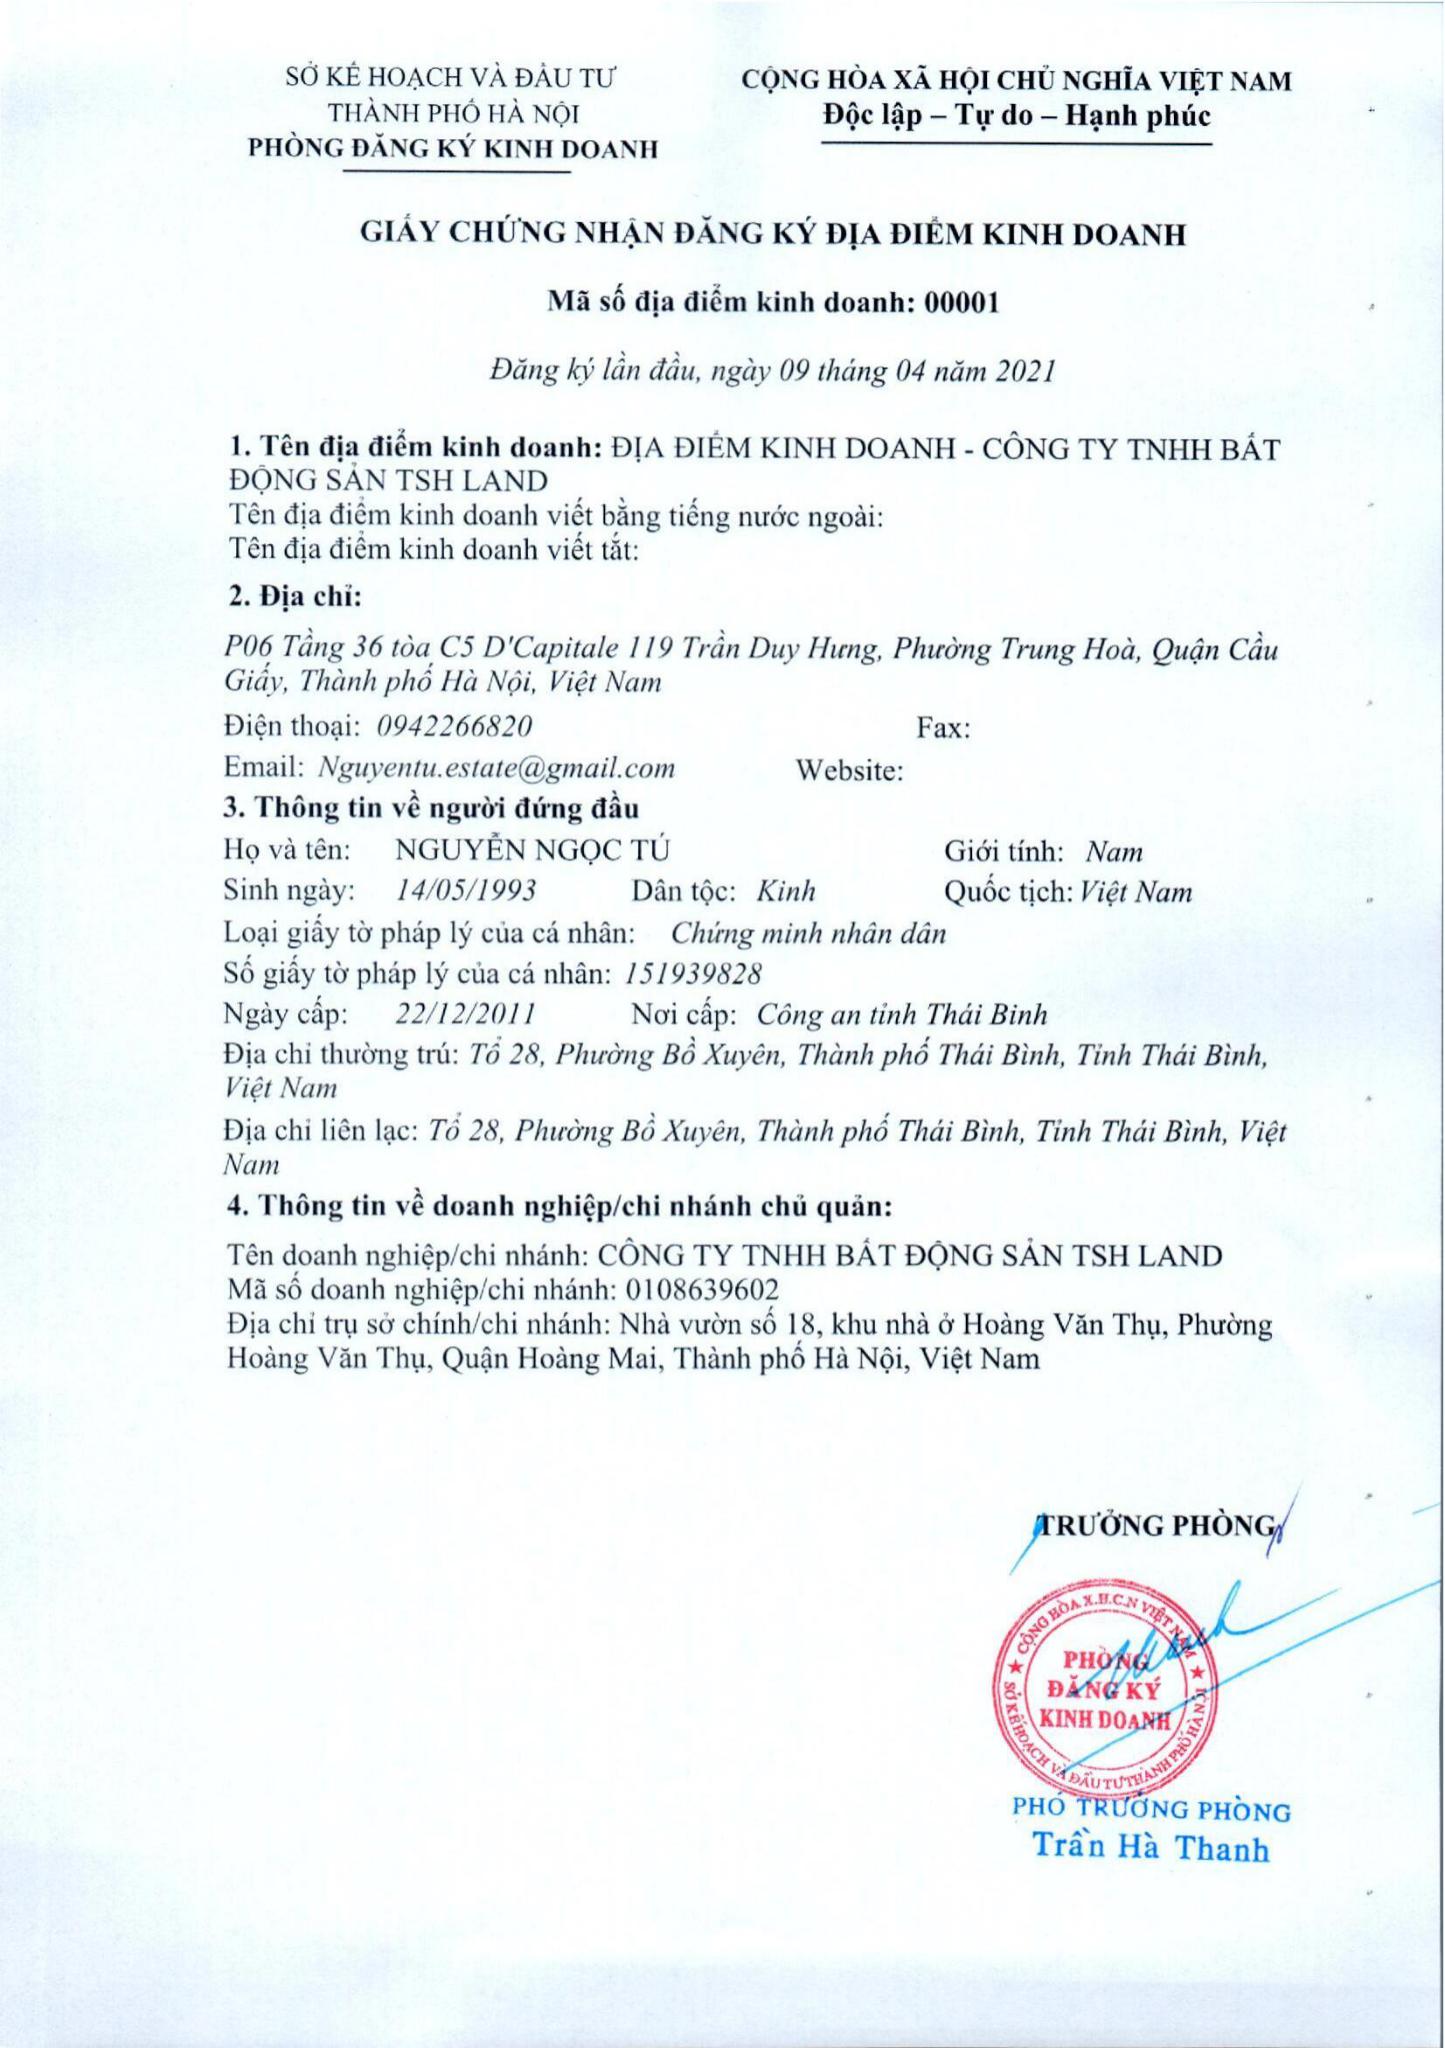 SỞ KẾ HOẠCH VÀ ĐẦU TƯ
THÀNH PHỐ HÀ NỘI
PHÒNG ĐĂNG KÝ KINH DOANH
CỘNG HÒA XÃ HỘI CHỦ NGHĨA VIỆT NAM
Độc lập – Tự do – Hạnh phúc
GIẤY CHỨNG NHẬN ĐĂNG KÝ ĐỊA ĐIỂM KINH DOANH
Mã số địa điểm kinh doanh: 00001
Đăng ký lần đầu, ngày 09 tháng 04 năm 2021
1. Tên địa điểm kinh doanh: ĐỊA ĐIỂM KINH DOANH - CÔNG TY TNHH BẤT
ĐỘNG SẢN TSH LAND
Tên địa điểm kinh doanh viết bằng tiếng nước ngoài:
Tên địa điểm kinh doanh viết tắt:
2. Địa chỉ:
P06 Tầng 36 tòa C5 D'Capitale 119 Trần Duy Hưng, Phường Trung Hoà, Quận Cầu
Giấy, Thành phố Hà Nội, Việt Nam
Điện thoại: 0942266820 Fax:
Email: Nguyentu.estate@gmail.com Website:
3. Thông tin về người đứng đầu
Họ và tên: NGUYỄN NGỌC TÚ Giới tính: Nam
Sinh ngày: 14/05/1993 Dân tộc: Kinh Quốc tịch: Việt Nam
Loại giấy tờ pháp lý của cá nhân: Chứng minh nhân dân
Số giấy tờ pháp lý của cá nhân: 151939828
Ngày cấp: 22/12/2011 Nơi cấp: Công an tỉnh Thái Bình
Địa chỉ thường trú: Tổ 28, Phường Bồ Xuyên, Thành phố Thái Bình, Tỉnh Thái Bình,
Việt Nam
Địa chỉ liên lạc: Tổ 28, Phường Bồ Xuyên, Thành phố Thái Bình, Tỉnh Thái Bình, Việt
Nam
4. Thông tin về doanh nghiệp/chi nhánh chủ quản:
Tên doanh nghiệp/chi nhánh: CÔNG TY TNHH BẤT ĐỘNG SẢN TSH LAND
Mã số doanh nghiệp/chi nhánh: 0108639602
Địa chỉ trụ sở chính/chi nhánh: Nhà vườn số 18, khu nhà ở Hoàng Văn Thụ, Phường
Hoàng Văn Thụ, Quận Hoàng Mai, Thành phố Hà Nội, Việt Nam
TRƯỞNG PHÒNG
CỘNG HÒA X.H.C.N VIỆT NAM
PHÒNG
ĐĂNG KÝ
KINH DOANH
SỞ KẾ HOẠCH VÀ ĐẦU TƯ THÀNH PHỐ HÀ NỘI
PHÓ TRƯỞNG PHÒNG
Trần Hà Thanh